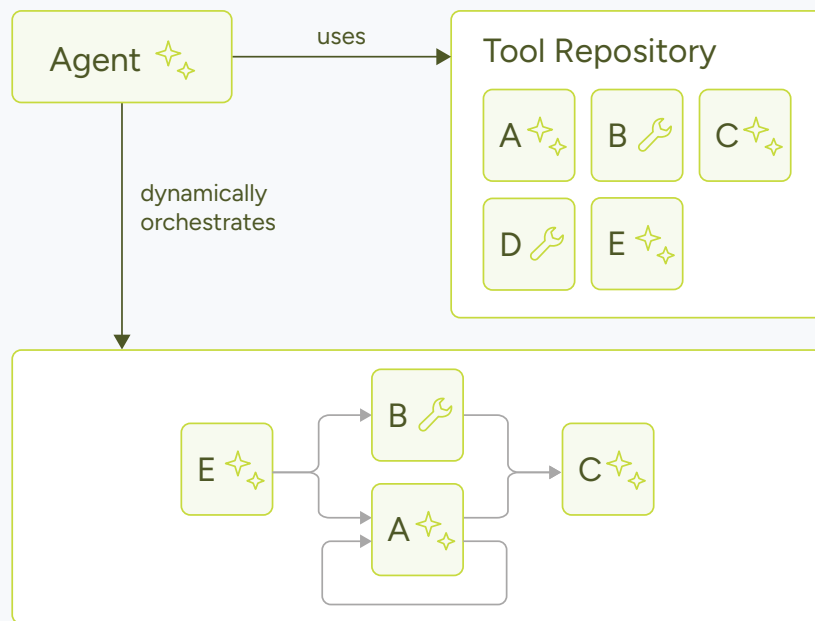 Agent
uses
Tool Repository
A
B
C
D
E
dynamically
orchestrates
B
E
C
A